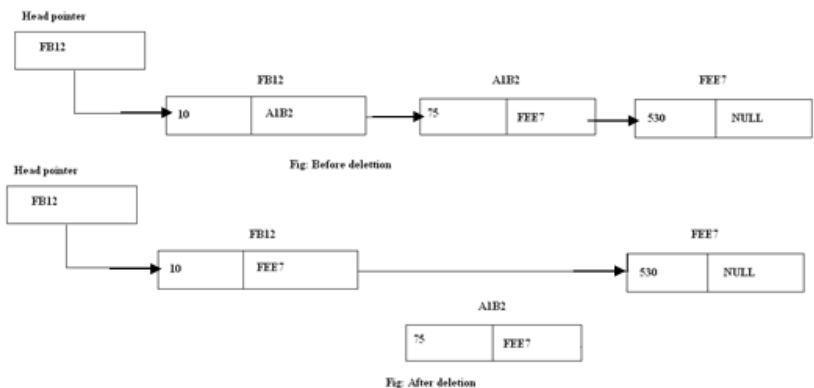 Head pointer
FB12
FB12 A1B2 FEE7
10 A1B2 75 FEE7 530 NULL
Fig: Before delettion
Head pointer
FB12
FB12 FEE7
10 FEE7 530 NULL
A1B2
75 FEE7
Fig: After deletion